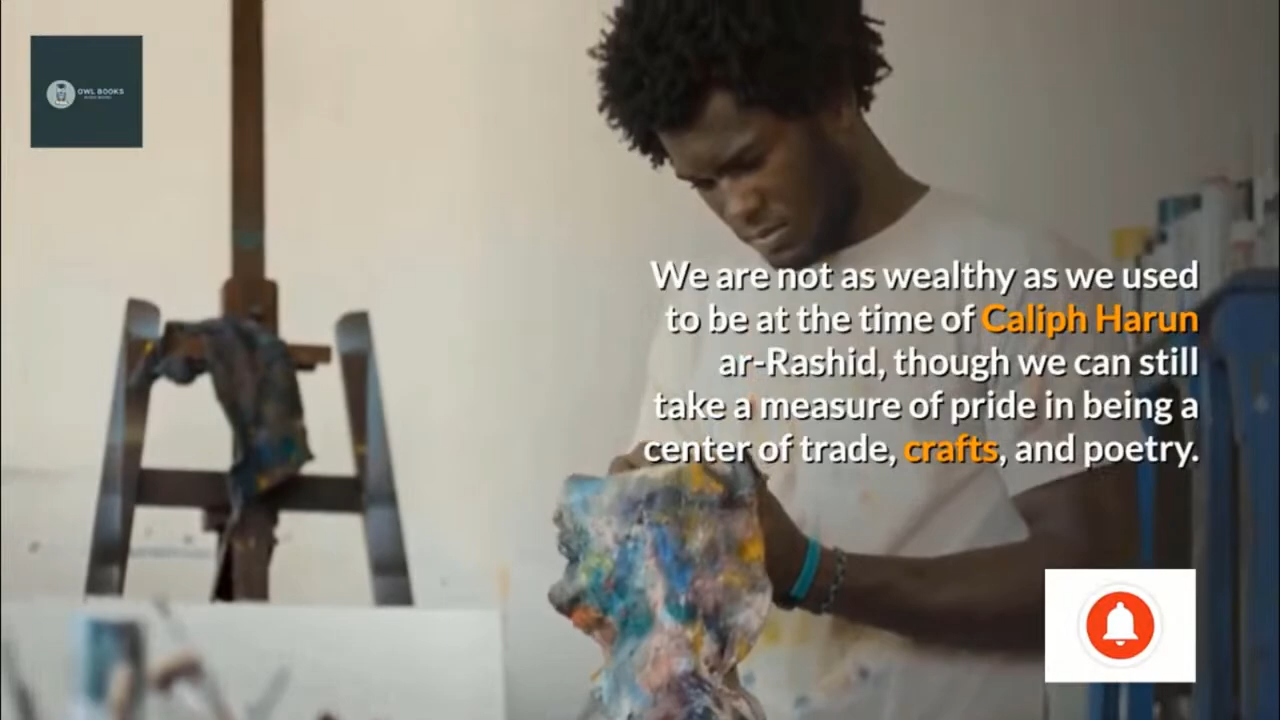 OWL BOOKS
We are not as wealthy as we used
to be at the time of Caliph Harun
ar-Rashid, though we can still
take a measure of pride in being a
center of trade, crafts, and poetry.